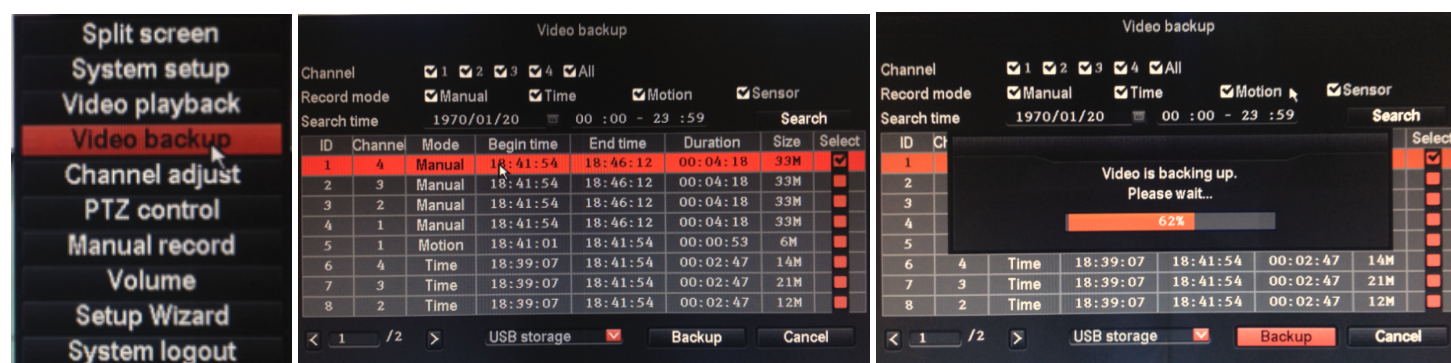 Split screen
System setup
Video playback
Video backup
Channel adjust
PTZ control
Manual record
Volume
Setup Wizard
System logout
Video backup
Channel 1 2 3 4 All
Record mode Manual Time Motion Sensor
Search time 1970/01/20 00 :00 - 23 :59 Search
ID Channel Mode Begin time End time Duration Size Select
1 4 Manual 18:41:54 18:46:12 00:04:18 33M
2 3 Manual 18:41:54 18:46:12 00:04:18 33M
3 2 Manual 18:41:54 18:46:12 00:04:18 33M
4 1 Manual 18:41:54 18:46:12 00:04:18 33M
5 1 Motion 18:41:01 18:41:54 00:00:53 6M
6 4 Time 18:39:07 18:41:54 00:02:47 14M
7 3 Time 18:39:07 18:41:54 00:02:47 21M
8 2 Time 18:39:07 18:41:54 00:02:47 12M
< 1 /2 > USB storage Backup Cancel
Video backup
Channel 1 2 3 4 All
Record mode Manual Time Motion Sensor
Search time 1970/01/20 00 :00 - 23 :59 Search
ID Ch Selec
1
2
3
4
5
Video is backing up.
Please wait...
62%
6 4 Time 18:39:07 18:41:54 00:02:47 14M
7 3 Time 18:39:07 18:41:54 00:02:47 21M
8 2 Time 18:39:07 18:41:54 00:02:47 12M
< 1 /2 > USB storage Backup Cancel